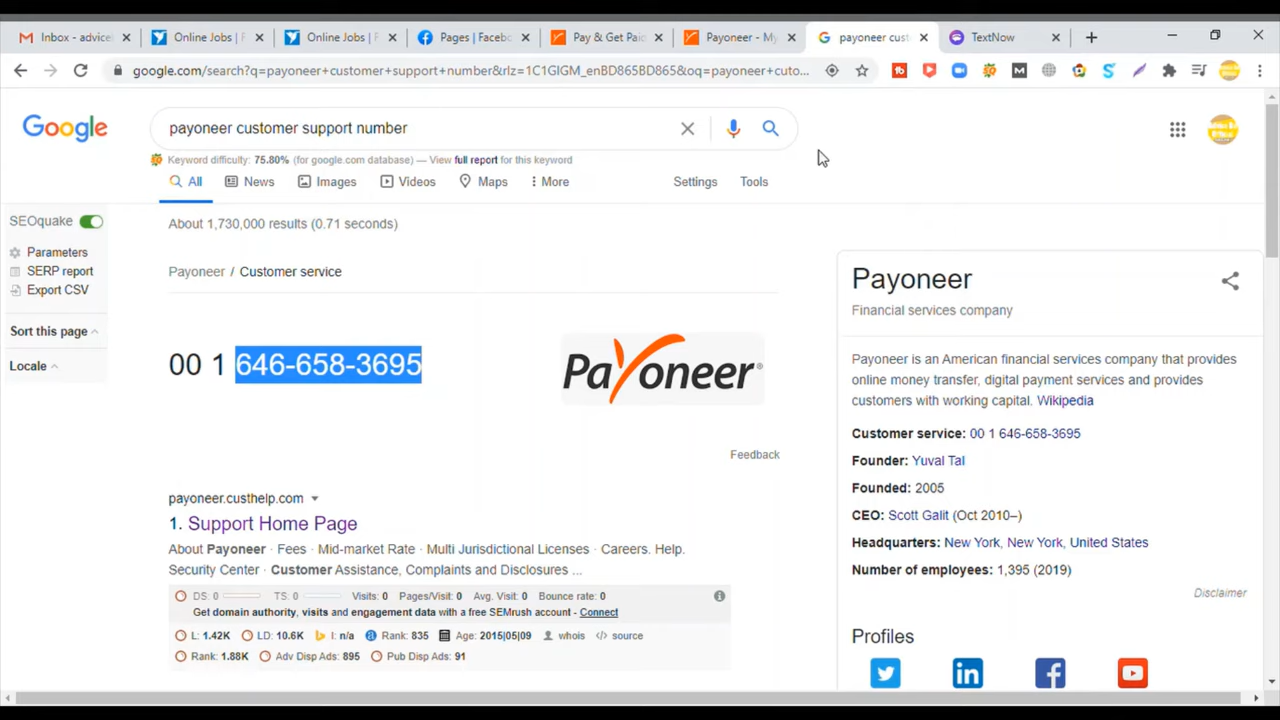 Inbox - advice
Online Jobs | F
Online Jobs | F
Pages | Faceb
Pay & Get Paid
Payoneer - My
payoneer cust
TextNow
google.com/search?q=payoneer+customer+support+number&rlz=1C1GIGM_enBD865BD865&oq=payoneer+cuto...
Google
payoneer customer support number
Keyword difficulty: 75.80% (for google.com database) — View full report for this keyword
All News Images Videos Maps More Settings Tools
SEOquake
Parameters
SERP report
Export CSV
Sort this page
Locale
About 1,730,000 results (0.71 seconds)
Payoneer / Customer service
00 1 646-658-3695
Payoneer®
Feedback
payoneer.custhelp.com
1. Support Home Page
About Payoneer · Fees · Mid-market Rate · Multi Jurisdictional Licenses · Careers. Help.
Security Center · Customer Assistance, Complaints and Disclosures ...
DS: 0 TS: 0 Visits: 0 Pages/Visit: 0 Avg. Visit: 0 Bounce rate: 0
Get domain authority, visits and engagement data with a free SEMrush account - Connect
L: 1.42K LD: 10.6K I: n/a Rank: 835 Age: 2015|05|09 whois source
Rank: 1.88K Adv Disp Ads: 895 Pub Disp Ads: 91
Payoneer
Financial services company
Payoneer is an American financial services company that provides
online money transfer, digital payment services and provides
customers with working capital. Wikipedia
Customer service: 00 1 646-658-3695
Founder: Yuval Tal
Founded: 2005
CEO: Scott Galit (Oct 2010–)
Headquarters: New York, New York, United States
Number of employees: 1,395 (2019)
Disclaimer
Profiles